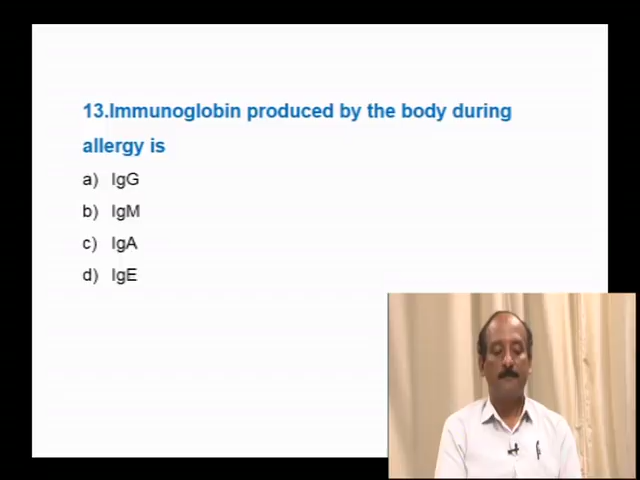 13.Immunoglobin produced by the body during
allergy is
a) IgG
b) IgM
c) IgA
d) IgE